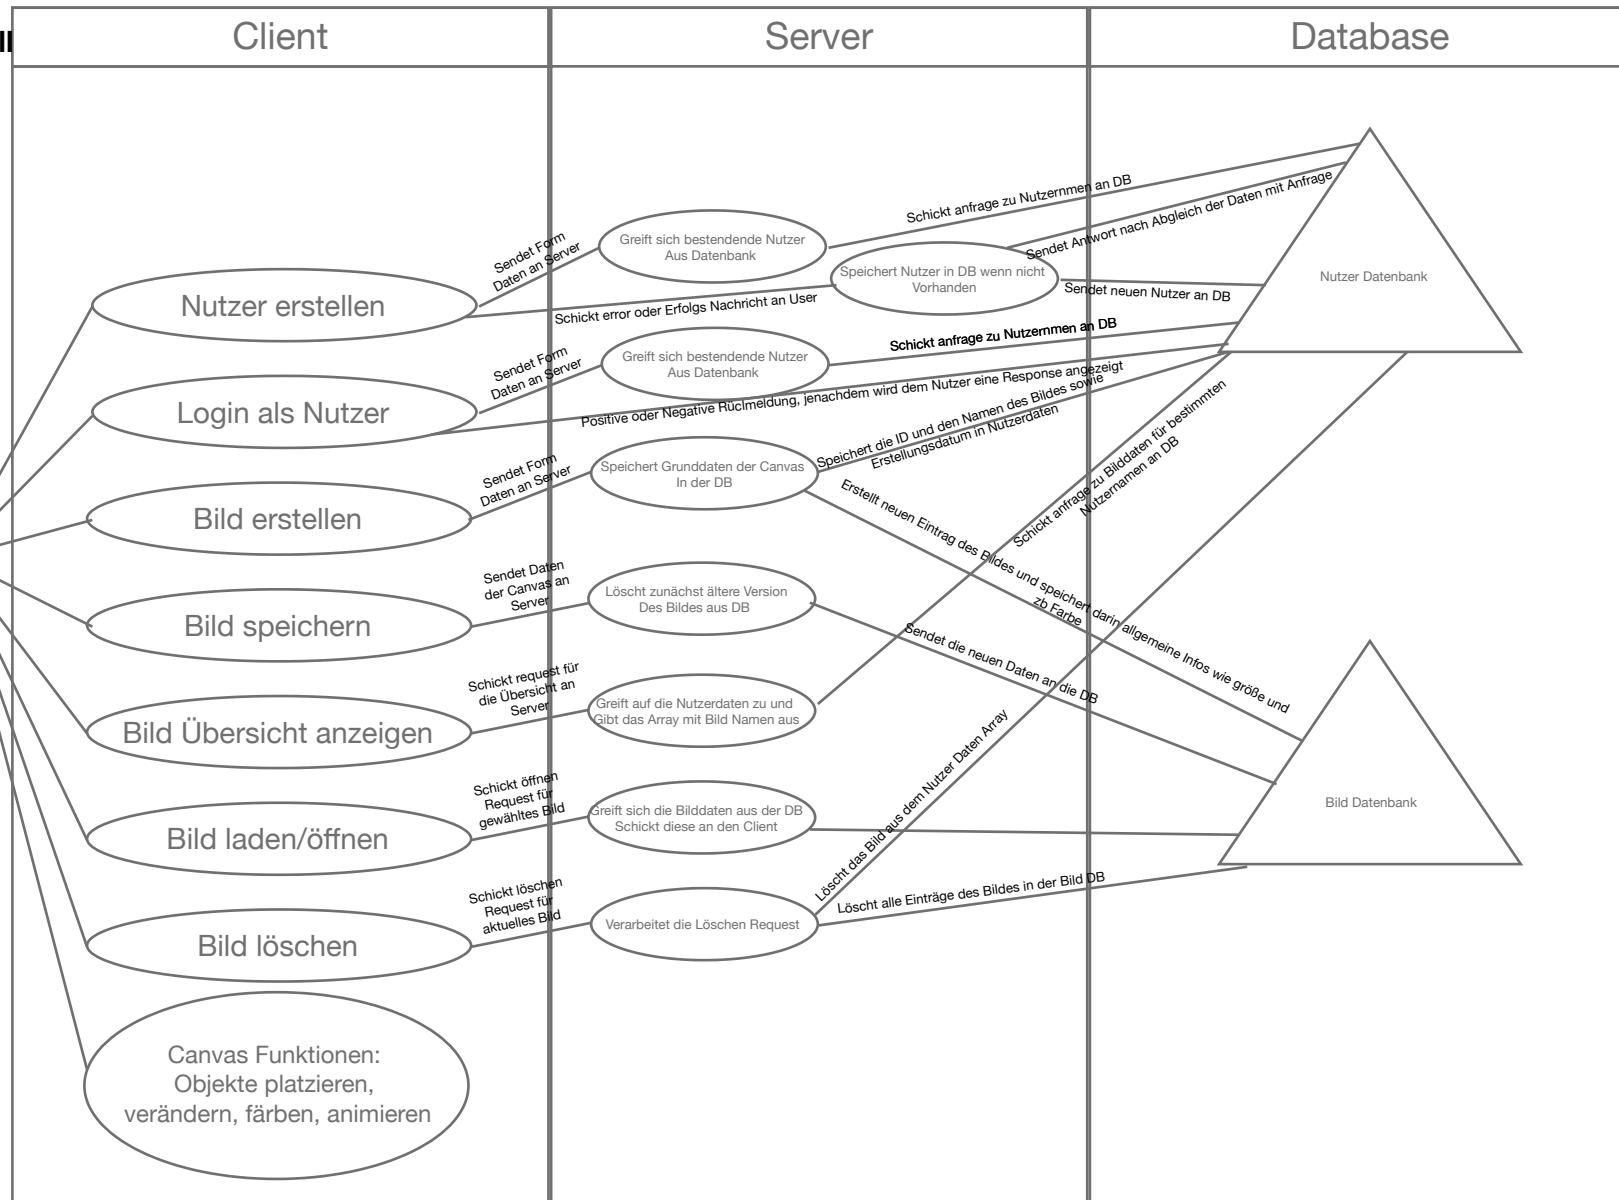 Client
Server
Database
Nutzer erstellen
Sendet Form
Daten an Server
Greift sich bestendende Nutzer
Aus Datenbank
Schickt anfrage zu Nutzernmen an DB
Sendet Antwort nach Abgleich der Daten mit Anfrage
Speichert Nutzer in DB wenn nicht
Vorhanden
Sendet neuen Nutzer an DB
Schickt error oder Erfolgs Nachricht an User
Nutzer Datenbank
Login als Nutzer
Sendet Form
Daten an Server
Greift sich bestendende Nutzer
Aus Datenbank
Schickt anfrage zu Nutzernmen an DB
Positive oder Negative Rüclmeldung, jenachdem wird dem Nutzer eine Response angezeigt
Bild erstellen
Sendet Form
Daten an Server
Speichert Grunddaten der Canvas
In der DB
Speichert die ID und den Namen des Bildes sowie
Erstellungsdatum in Nutzerdaten
Erstellt neuen Eintrag des Bildes und speichert darin allgemeine Infos wie größe und
zb Farbe
Bild speichern
Sendet Daten
der Canvas an
Server
Löscht zunächst ältere Version
Des Bildes aus DB
Sendet die neuen Daten an die DB
Bild Übersicht anzeigen
Schickt request für
die Übersicht an
Server
Greift auf die Nutzerdaten zu und
Gibt das Array mit Bild Namen aus
Schickt anfrage zu Bilddaten für bestimmten
Nutzernamen an DB
Bild laden/öffnen
Schickt öffnen
Request für
gewähltes Bild
Greift sich die Bilddaten aus der DB
Schickt diese an den Client
Bild Datenbank
Bild löschen
Schickt löschen
Request für
aktuelles Bild
Verarbeitet die Löschen Request
Löscht das Bild aus dem Nutzer Daten Array
Löscht alle Einträge des Bildes in der Bild DB
Canvas Funktionen:
Objekte platzieren,
verändern, färben, animieren